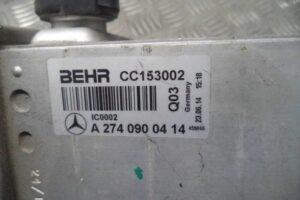 BEHR CC153002
Q03
Germany
23.06.14 15:18
IC0002
A 274 090 04 14